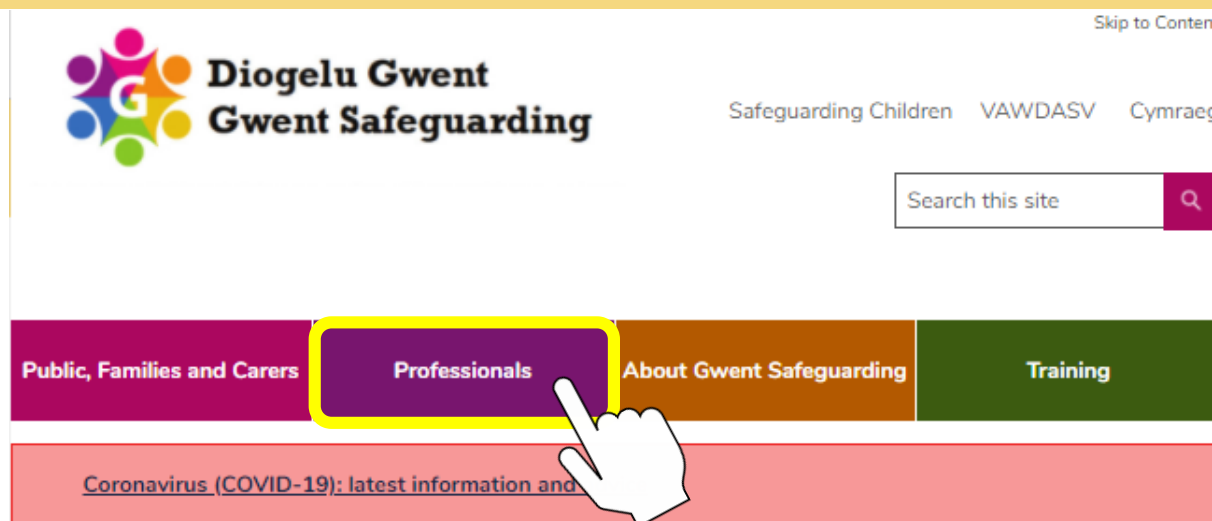 Skip to Conten
Diogelu Gwent
Gwent Safeguarding
Safeguarding Children VAWDASV Cymraeg
Search this site
Public, Families and Carers Professionals About Gwent Safeguarding Training
Coronavirus (COVID-19): latest information and